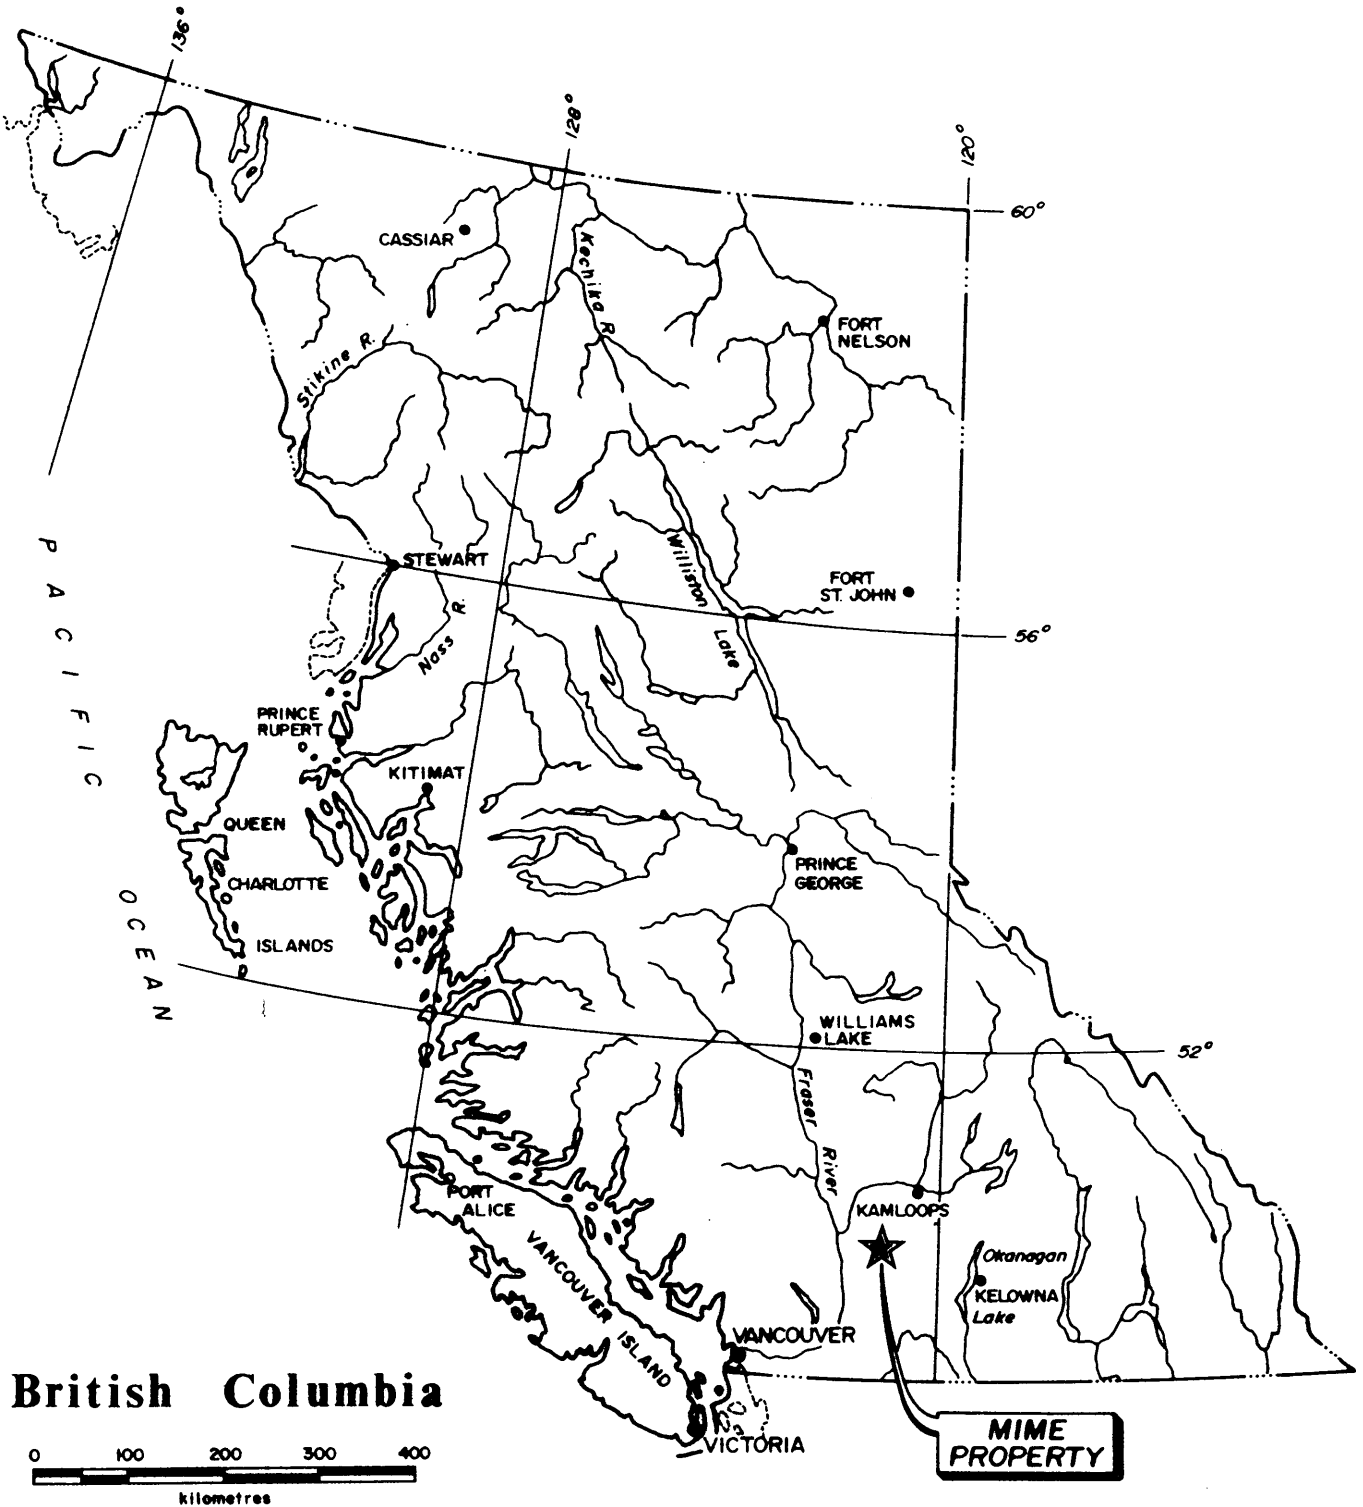 136°
128°
120°
60°
CASSIAR
Kechika R.
FORT
NELSON
Stikine R.
STEWART
Williston
Lake
FORT
ST. JOHN
56°
Nass R.
PACIFIC
OCEAN
PRINCE
RUPERT
KITIMAT
QUEEN
CHARLOTTE
ISLANDS
PRINCE
GEORGE
WILLIAMS
LAKE
52°
Fraser River
PORT
ALICE
KAMLOOPS
VANCOUVER ISLAND
Okanagan
KELOWNA
Lake
VANCOUVER
British Columbia
MIME
PROPERTY
VICTORIA
0 100 200 300 400
kilometres